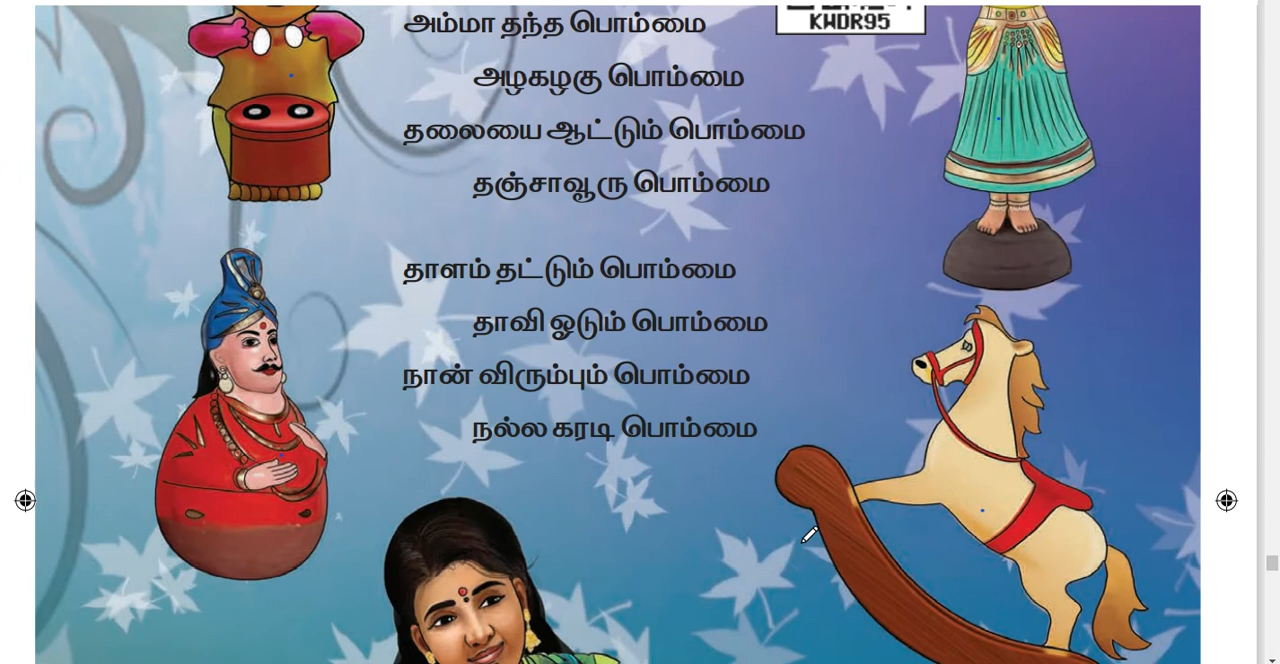 அம்மா தந்த பொம்மை
KWDR95
அழகழகு பொம்மை
தலையை ஆட்டும் பொம்மை
தஞ்சாவூரு பொம்மை
தாளம் தட்டும் பொம்மை
தாவி ஓடும் பொம்மை
நான் விரும்பும் பொம்மை
நல்ல கரடி பொம்மை